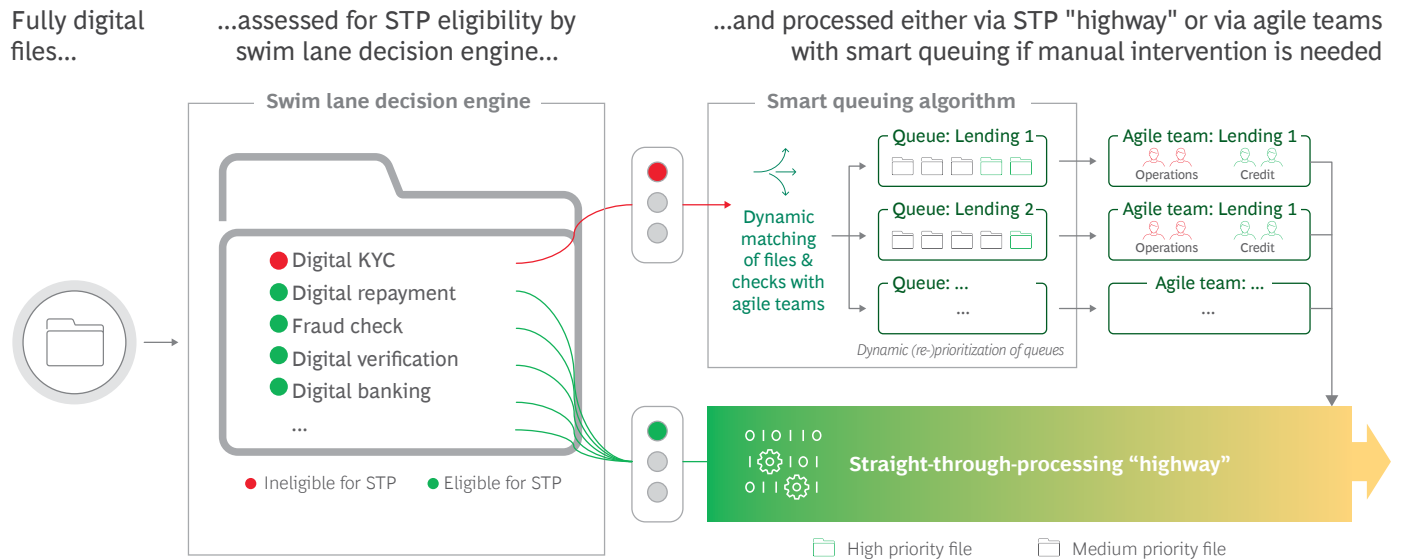 Fully digital
files...
...assessed for STP eligibility by
swim lane decision engine...
...and processed either via STP "highway" or via agile teams
with smart queuing if manual intervention is needed
Swim lane decision engine
Digital KYC
Digital repayment
Fraud check
Digital verification
Digital banking
...
Ineligible for STP
Eligible for STP
Smart queuing algorithm
Dynamic
matching
of files &
checks with
agile teams
Queue: Lending 1
Queue: Lending 2
Queue: ...
...
Dynamic (re-)prioritization of queues
Agile team: Lending 1
Operations
Credit
Agile team: Lending 1
Operations
Credit
Agile team: ...
...
010110
1 101
011 1
Straight-through-processing “highway”
High priority file
Medium priority file